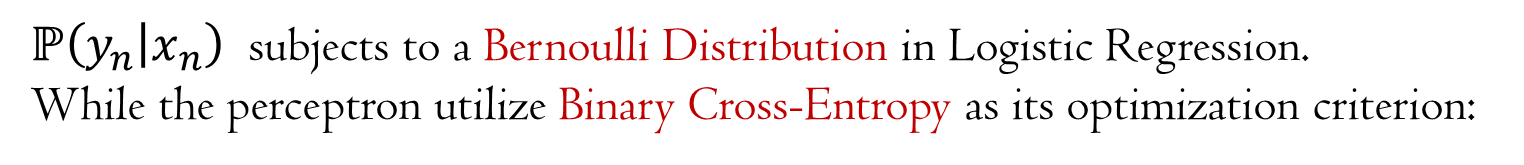 ℙ(yₙ|xₙ) subjects to a Bernoulli Distribution in Logistic Regression.
While the perceptron utilize Binary Cross-Entropy as its optimization criterion: